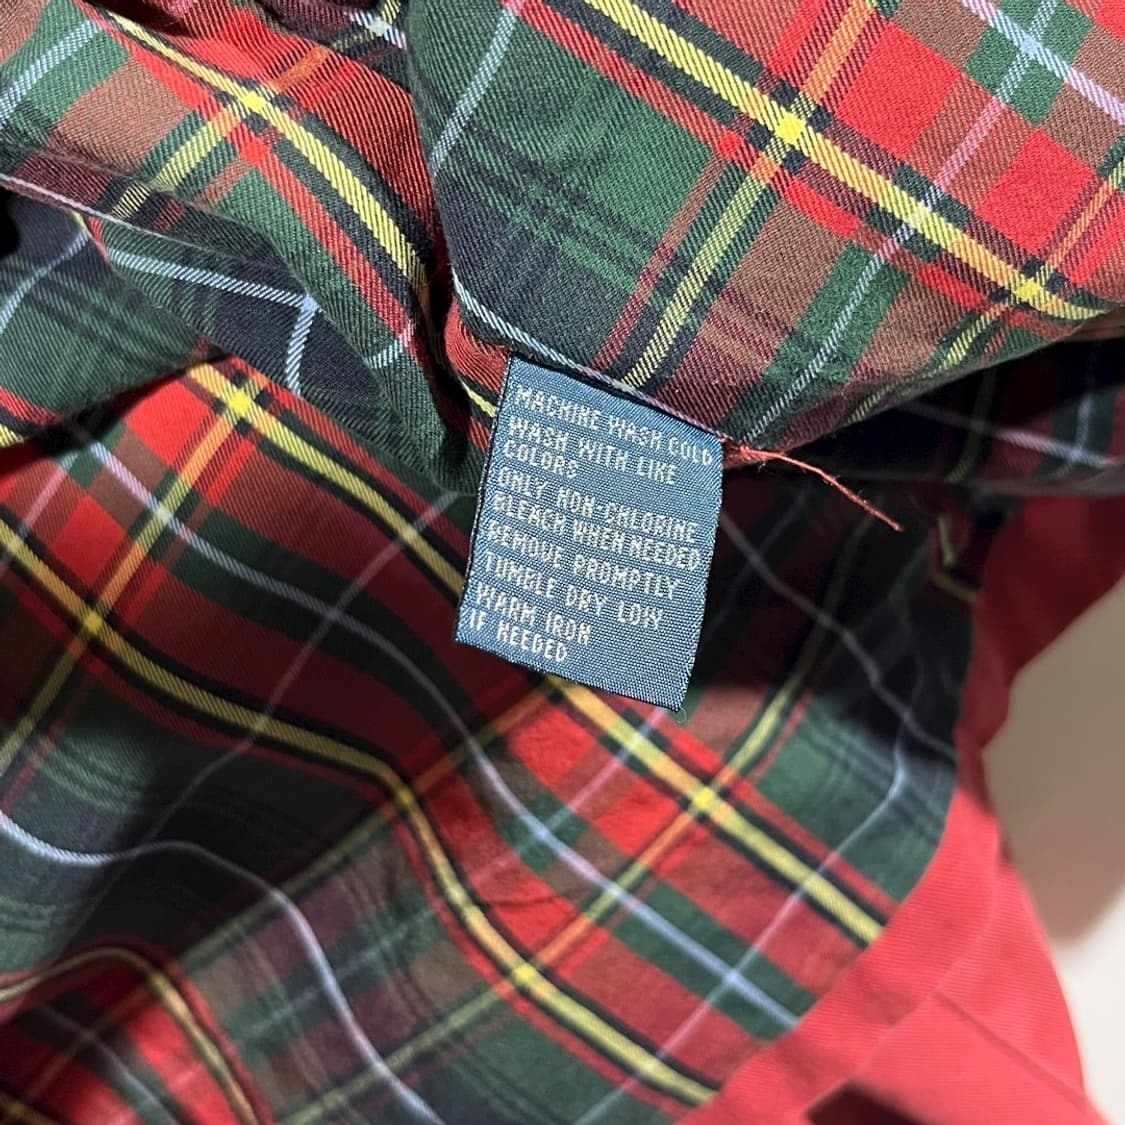 MACHINE WASH COLD
WASH WITH LIKE
COLORS
ONLY NON-CHLORINE
BLEACH WHEN NEEDED
REMOVE PROMPTLY
TUMBLE DRY LOW
WARM IRON
IF NEEDED